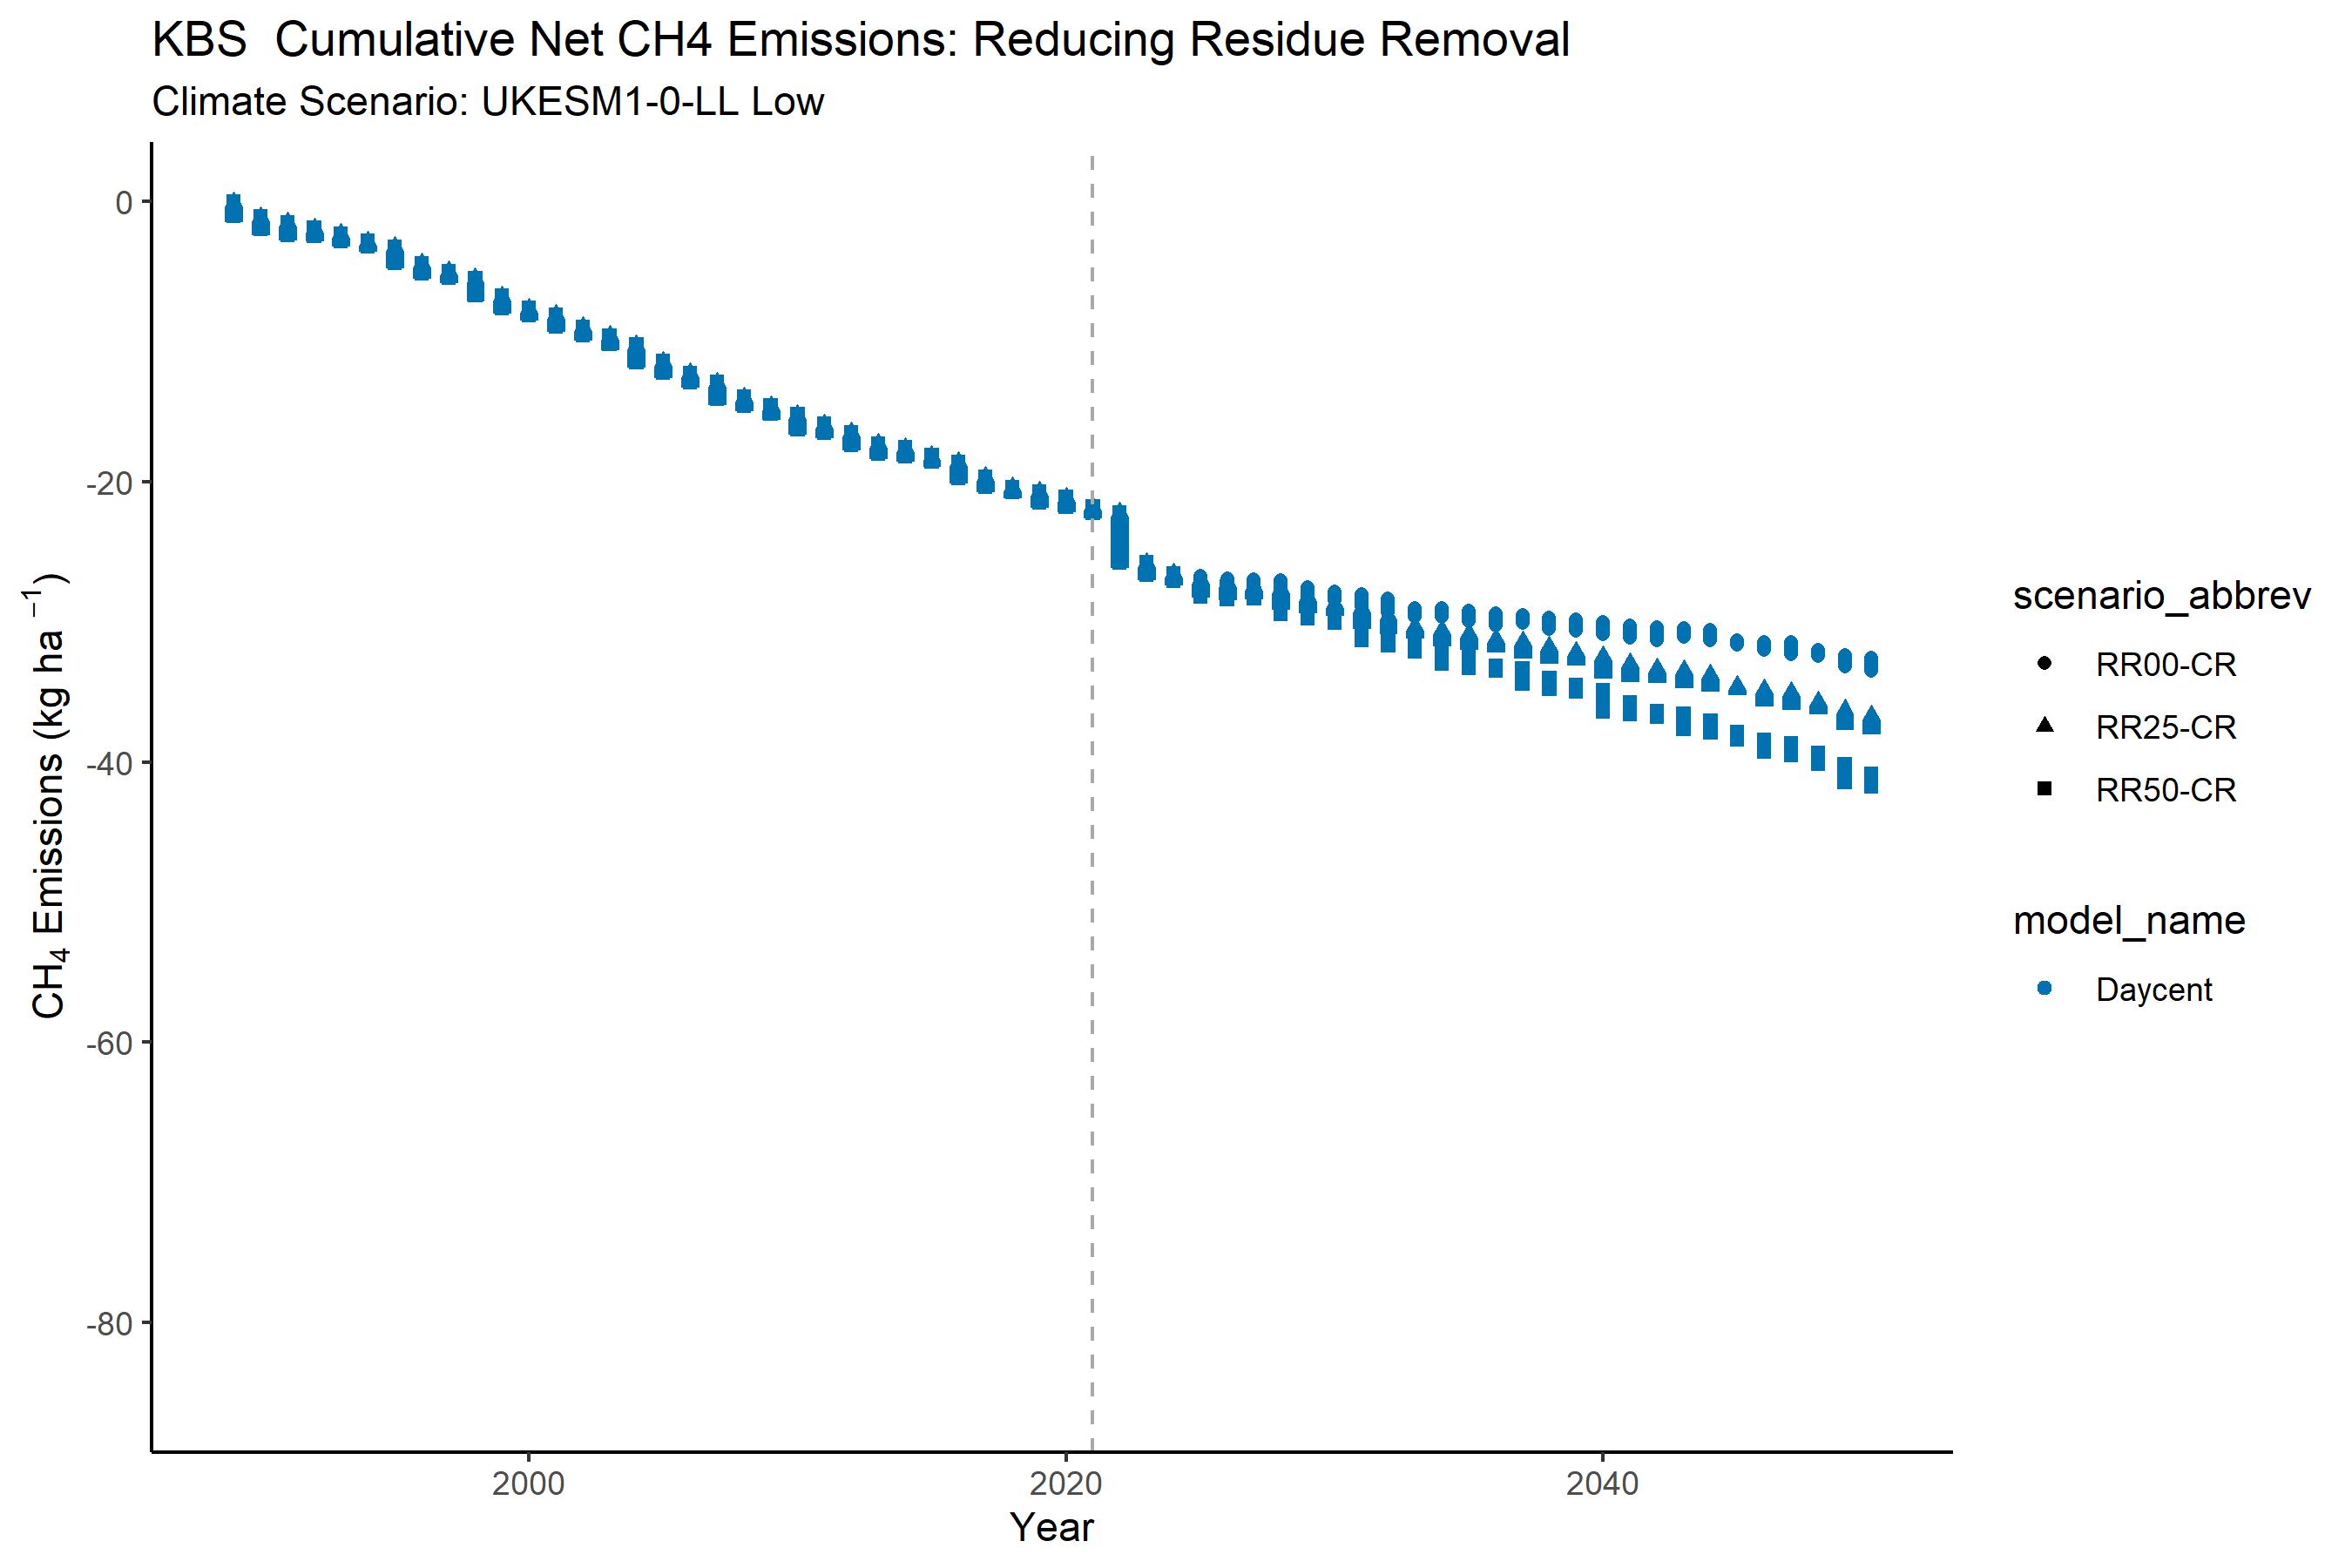 KBS  Cumulative Net CH4 Emissions: Reducing Residue Removal
Climate Scenario: UKESM1-0-LL Low
CH₄ Emissions (kg ha ⁻¹)
0
-20
-40
-60
-80
2000
2020
2040
Year
scenario_abbrev
RR00-CR
RR25-CR
RR50-CR
model_name
Daycent